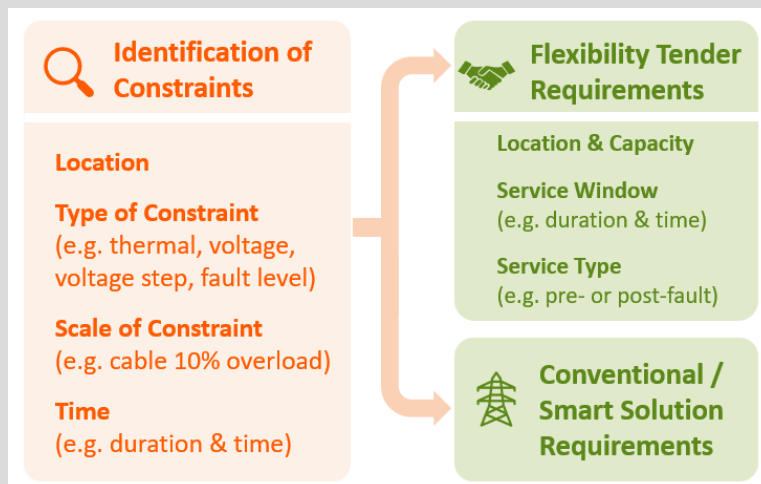 Identification of
Constraints
Location
Type of Constraint
(e.g. thermal, voltage,
voltage step, fault level)
Scale of Constraint
(e.g. cable 10% overload)
Time
(e.g. duration & time)
Flexibility Tender
Requirements
Location & Capacity
Service Window
(e.g. duration & time)
Service Type
(e.g. pre- or post-fault)
Conventional /
Smart Solution
Requirements